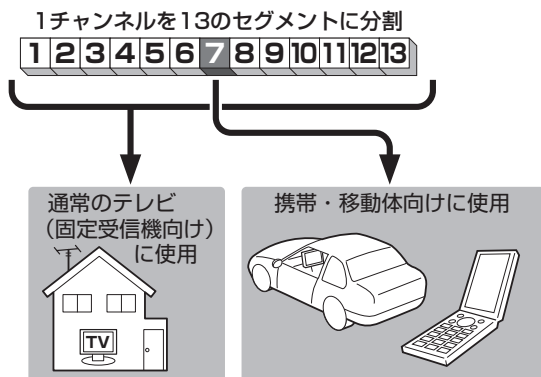 1チャンネルを13のセグメントに分割
1 2 3 4 5 6 7 8 9 10 11 12 13
通常のテレビ
(固定受信機向け)
に使用
TV
携帯・移動体向けに使用